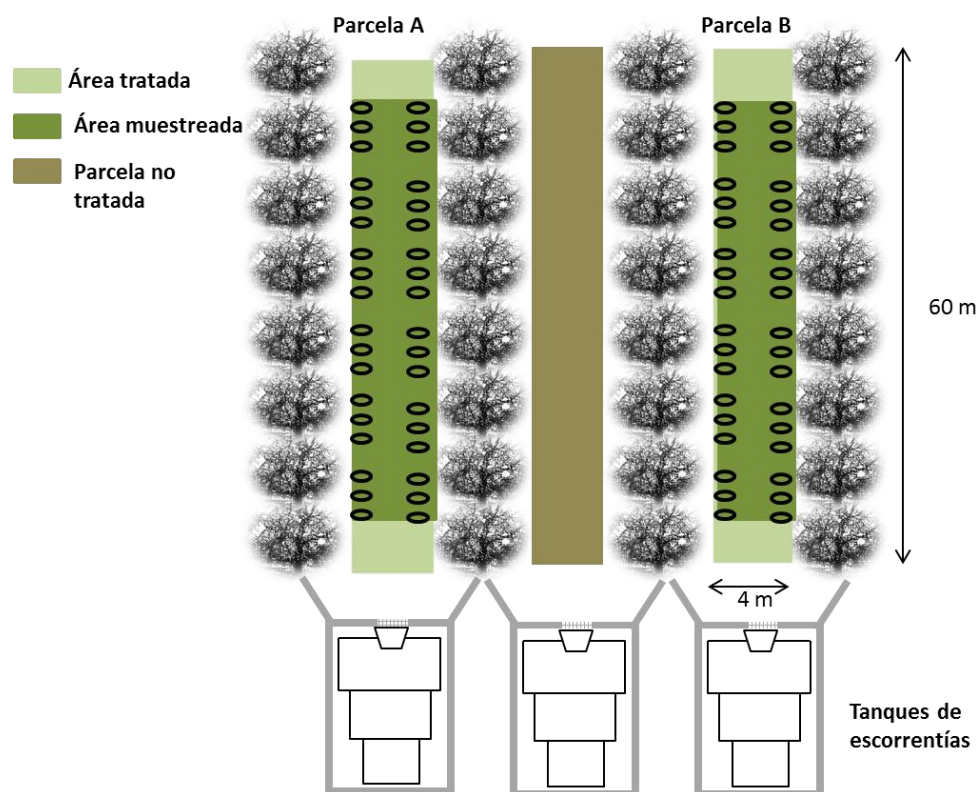 Parcela A
Parcela B
Área tratada
Área muestreada
Parcela no
tratada
60 m
4 m
Tanques de
escorrentías